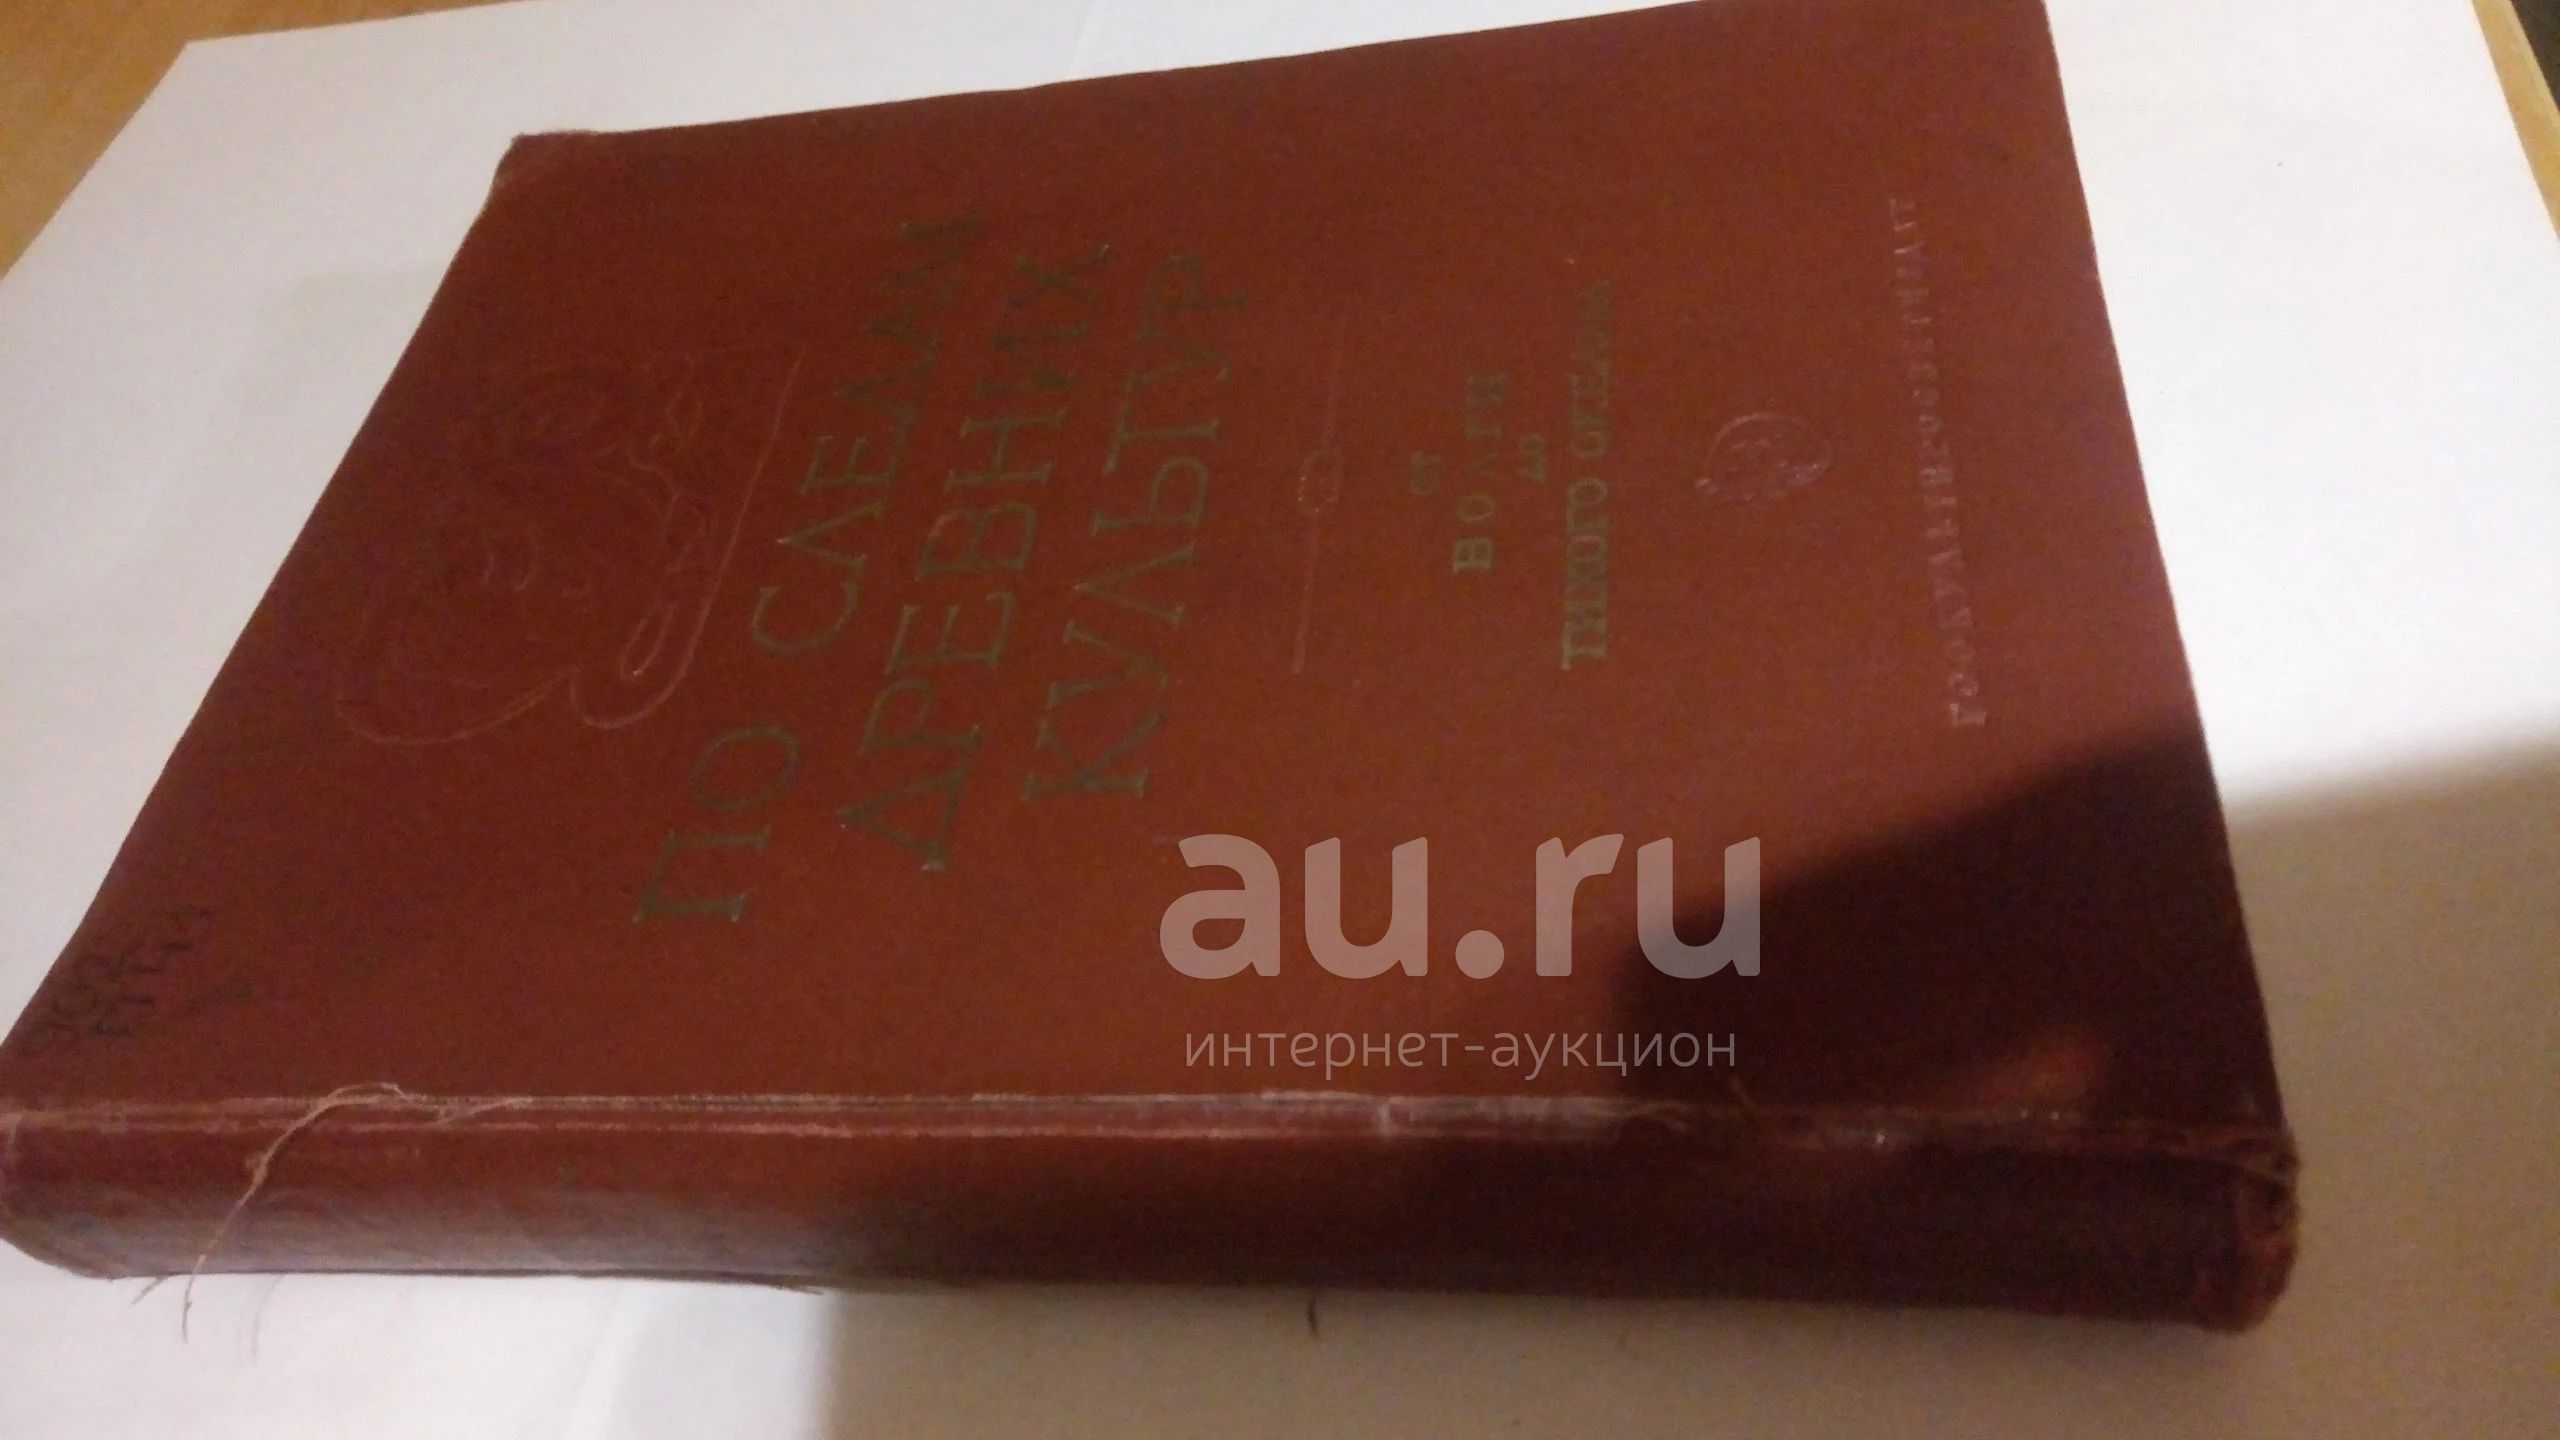 ПО СЛЕДАМ
ДРЕВНИХ
КУЛЬТУР
ОТ
ВОЛГИ
ДО
ТИХОГО ОКЕАНА
ГОСКУЛЬТПРОСВЕТИЗДАТ
au.ru
интернет-аукцион